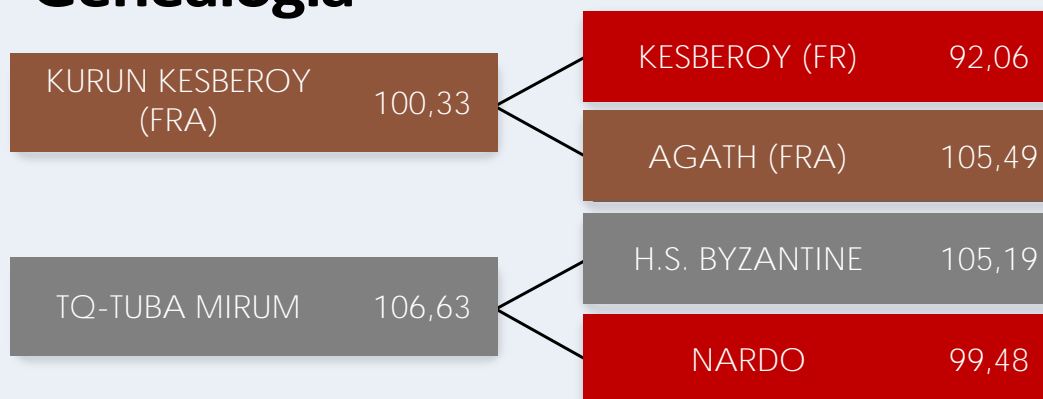 Genealogía
KURUN KESBEROY
(FRA)
100,33
KESBEROY (FR) 92,06
AGATH (FRA) 105,49
TQ-TUBA MIRUM 106,63
H.S. BYZANTINE 105,19
NARDO 99,48